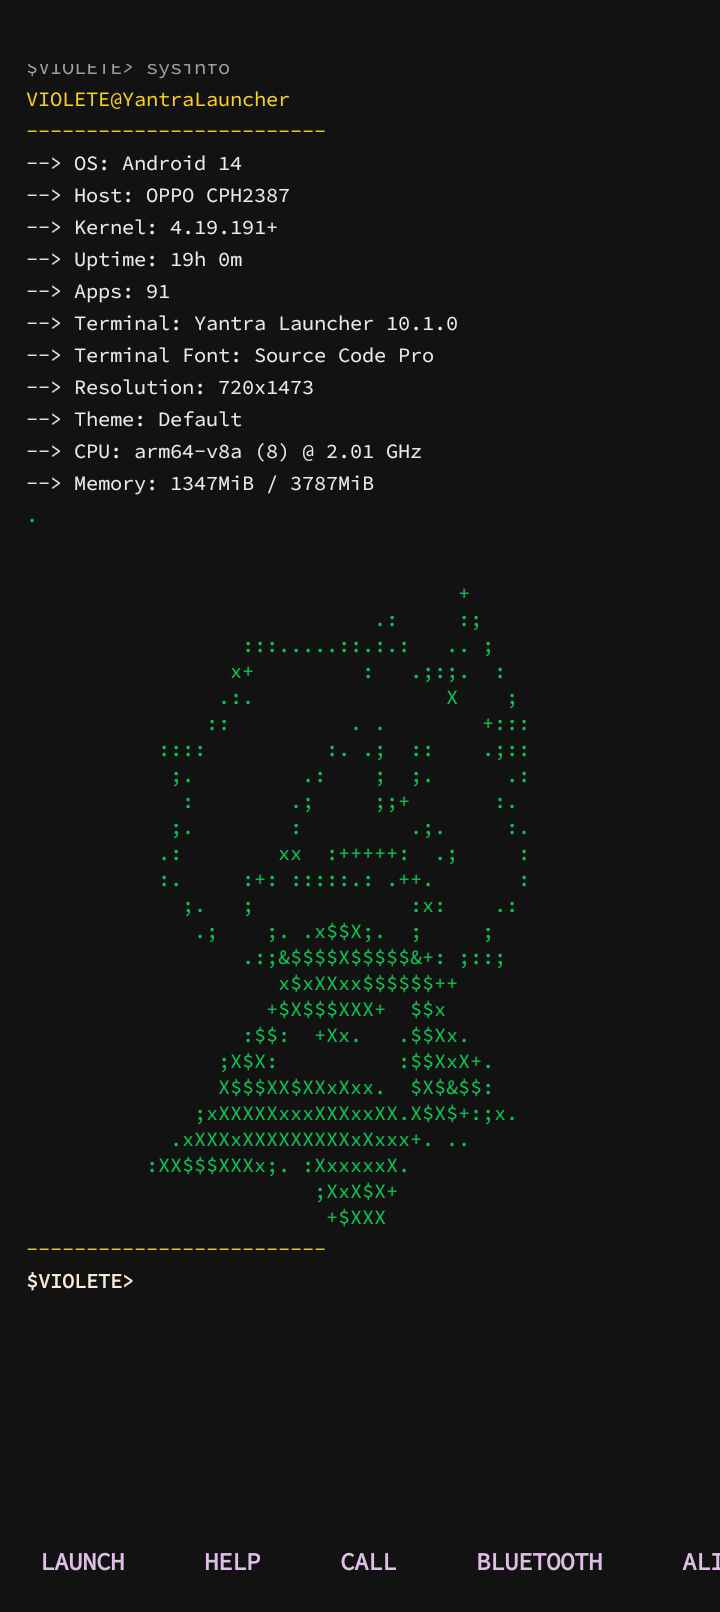 $VIOLETE> sysinfo
VIOLETE@YantraLauncher
-------------------------
--> OS: Android 14
--> Host: OPPO CPH2387
--> Kernel: 4.19.191+
--> Uptime: 19h 0m
--> Apps: 91
--> Terminal: Yantra Launcher 10.1.0
--> Terminal Font: Source Code Pro
--> Resolution: 720x1473
--> Theme: Default
--> CPU: arm64-v8a (8) @ 2.01 GHz
--> Memory: 1347MiB / 3787MiB
.
                                    +
                             .:     :;
                  :::.....::.:.:   .. ;
                 x+         :   .;:;.  :
                .:.                X    ;
               ::          . .        +:::
           ::::          :. .;  ::    .;::
            ;.         .:    ;  ;.      .:
             :        .;     ;;+       :.
            ;.        :         .;.     :.
           .:        xx  :+++++:  .;     :
           :.     :+: :::::.: .++.       :
             ;.   ;             :x:    .:
              .;    ;. .x$$X;.  ;     ;
                  .:;&$$$$X$$$$$&+: ;::;
                     x$xXXxx$$$$$$++
                    +$X$$$XXX+  $$x
                  :$$:  +Xx.   .$$Xx.
                ;X$X:          :$$XxX+.
                X$$$XX$XXxXxx.  $X$&$$:
              ;xXXXXXxxxXXXxxXX.X$X$+:;x.
            .xXXXxXXXXXXXXXxXxxx+. ..
          :XX$$$XXXx;. :XxxxxxX.
                        ;XxX$X+
                         +$XXX
-------------------------
$VIOLETE>
LAUNCH HELP CALL BLUETOOTH ALI